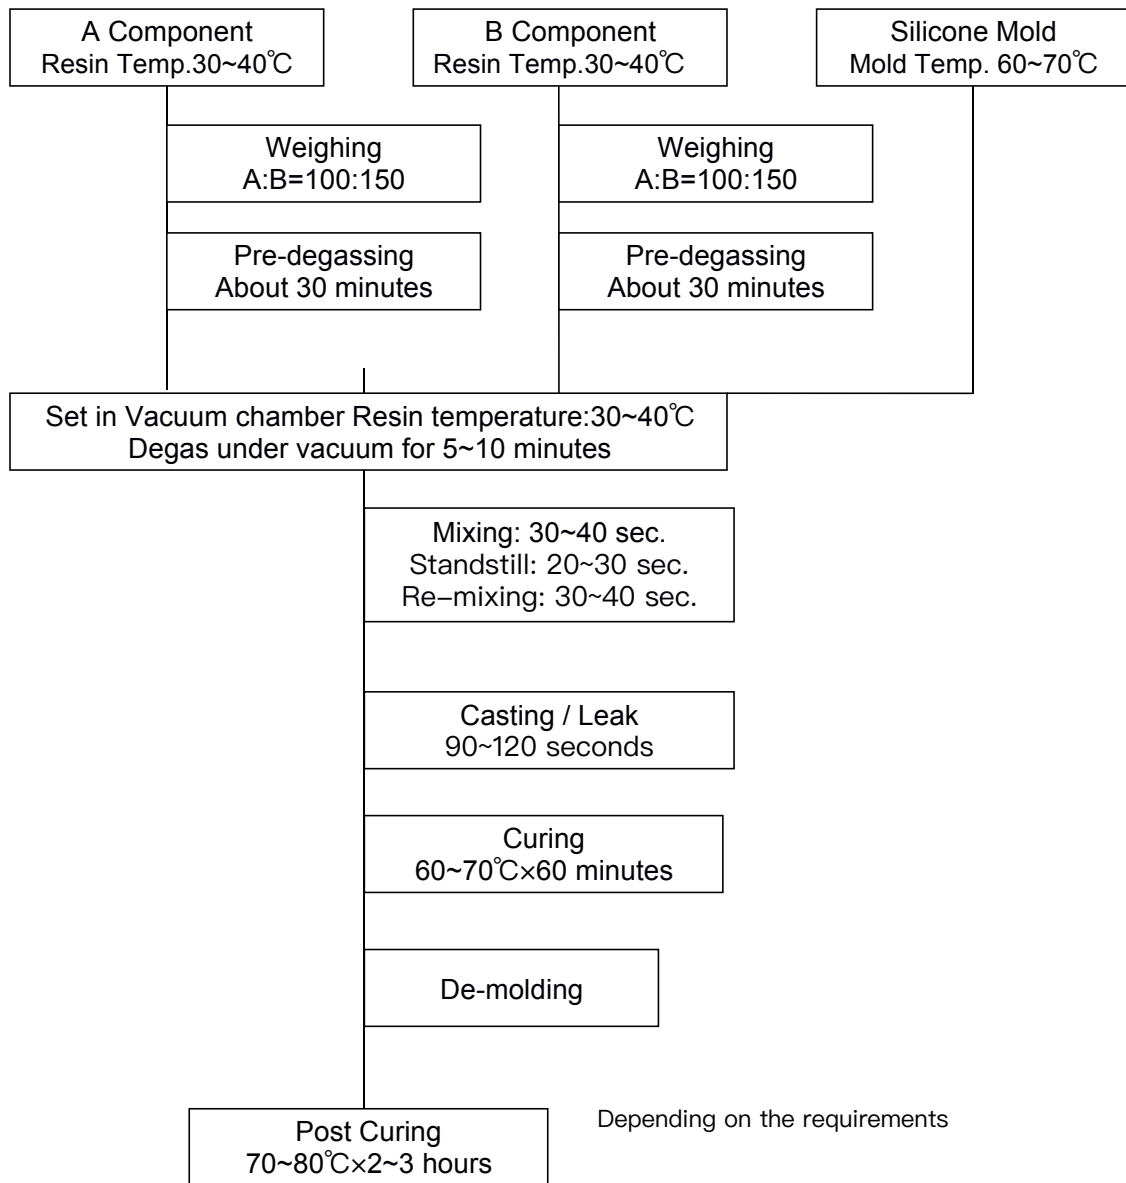 A Component
Resin Temp.30~40℃
B Component
Resin Temp.30~40℃
Silicone Mold
Mold Temp. 60~70℃
Weighing
A:B=100:150
Weighing
A:B=100:150
Pre-degassing
About 30 minutes
Pre-degassing
About 30 minutes
Set in Vacuum chamber Resin temperature:30~40℃
Degas under vacuum for 5~10 minutes
Mixing: 30~40 sec.
Standstill: 20~30 sec.
Re-mixing: 30~40 sec.
Casting / Leak
90~120 seconds
Curing
60~70℃×60 minutes
De-molding
Depending on the requirements
Post Curing
70~80℃×2~3 hours